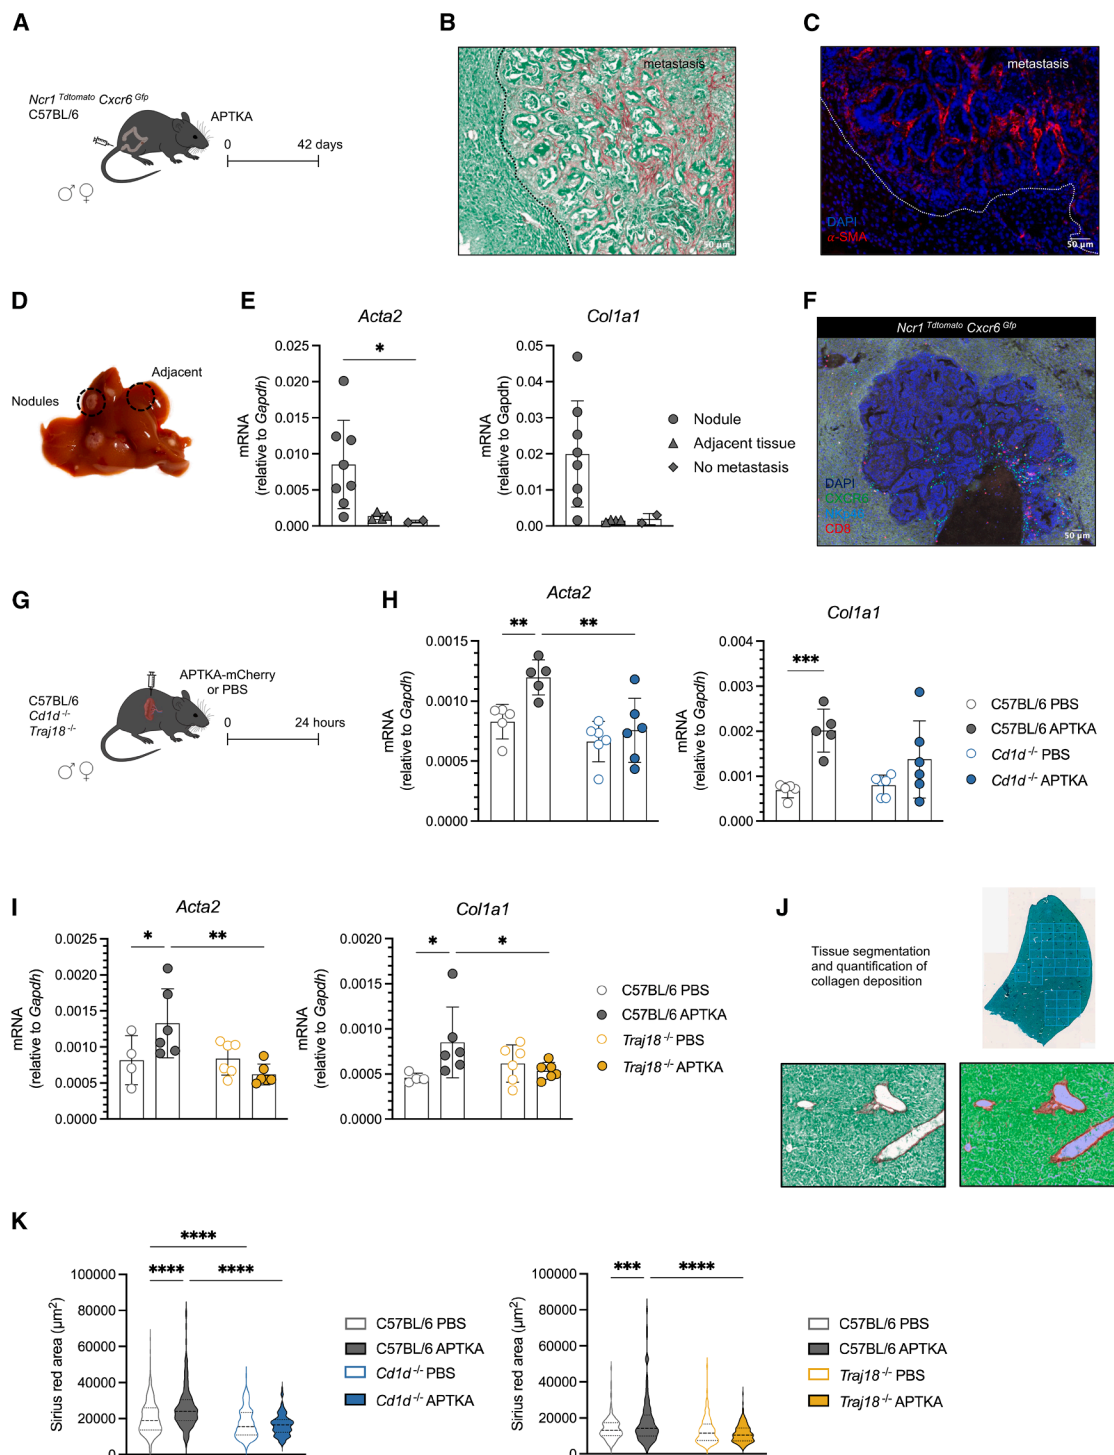 A
Ncr1 Tdtomato Cxcr6 Gfp
C57BL/6
APTKA
0
42 days
♂ ♀
B
metastasis
50 µm
C
metastasis
DAPI
α-SMA
50 µm
D
Nodules
Adjacent
E
Acta2
mRNA
(relative to Gapdh)
0.025
0.020
0.015
0.010
0.005
0.000
*
Col1a1
mRNA
(relative to Gapdh)
0.05
0.04
0.03
0.02
0.01
0.00
Nodule
Adjacent tissue
No metastasis
F
Ncr1 Tdtomato Cxcr6 Gfp
DAPI
CXCR6
NKp46
CD8
50 µm
G
C57BL/6
Cd1d -/-
Traj18 -/-
APTKA-mCherry
or PBS
0
24 hours
♂ ♀
H
Acta2
mRNA
(relative to Gapdh)
0.0015
0.0010
0.0005
0.0000
**
**
Col1a1
mRNA
(relative to Gapdh)
0.004
0.003
0.002
0.001
0.000
***
C57BL/6 PBS
C57BL/6 APTKA
Cd1d -/- PBS
Cd1d -/- APTKA
I
Acta2
mRNA
(relative to Gapdh)
0.0025
0.0020
0.0015
0.0010
0.0005
0.0000
*
**
Col1a1
mRNA
(relative to Gapdh)
0.0020
0.0015
0.0010
0.0005
0.000
*
*
C57BL/6 PBS
C57BL/6 APTKA
Traj18 -/- PBS
Traj18 -/- APTKA
J
Tissue segmentation
and quantification of
collagen deposition
K
Sirius red area (µm²)
100000
80000
60000
40000
20000
0
****
****
****
C57BL/6 PBS
C57BL/6 APTKA
Cd1d -/- PBS
Cd1d -/- APTKA
Sirius red area (µm²)
100000
80000
60000
40000
20000
0
***
****
C57BL/6 PBS
C57BL/6 APTKA
Traj18 -/- PBS
Traj18 -/- APTKA